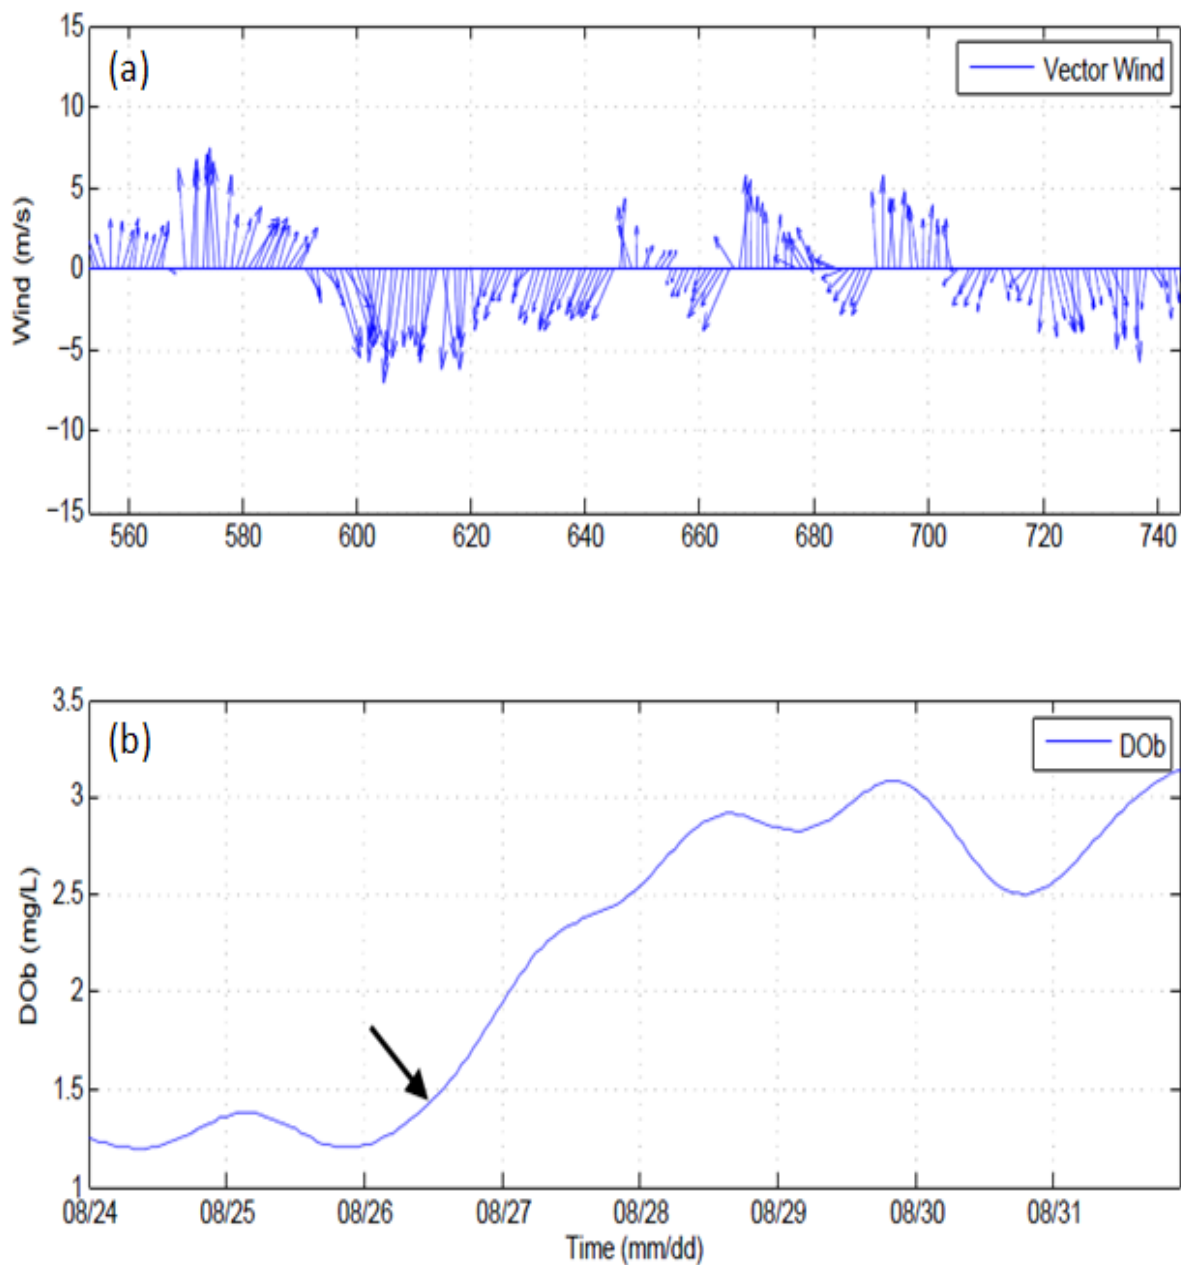 15
(a)
Vector Wind
10
5
0
−5
−10
−15
Wind (m/s)
560 580 600 620 640 660 680 700 720 740
3.5
(b)
DOb
3
2.5
2
1.5
1
DOb (mg/L)
08/24 08/25 08/26 08/27 08/28 08/29 08/30 08/31
Time (mm/dd)